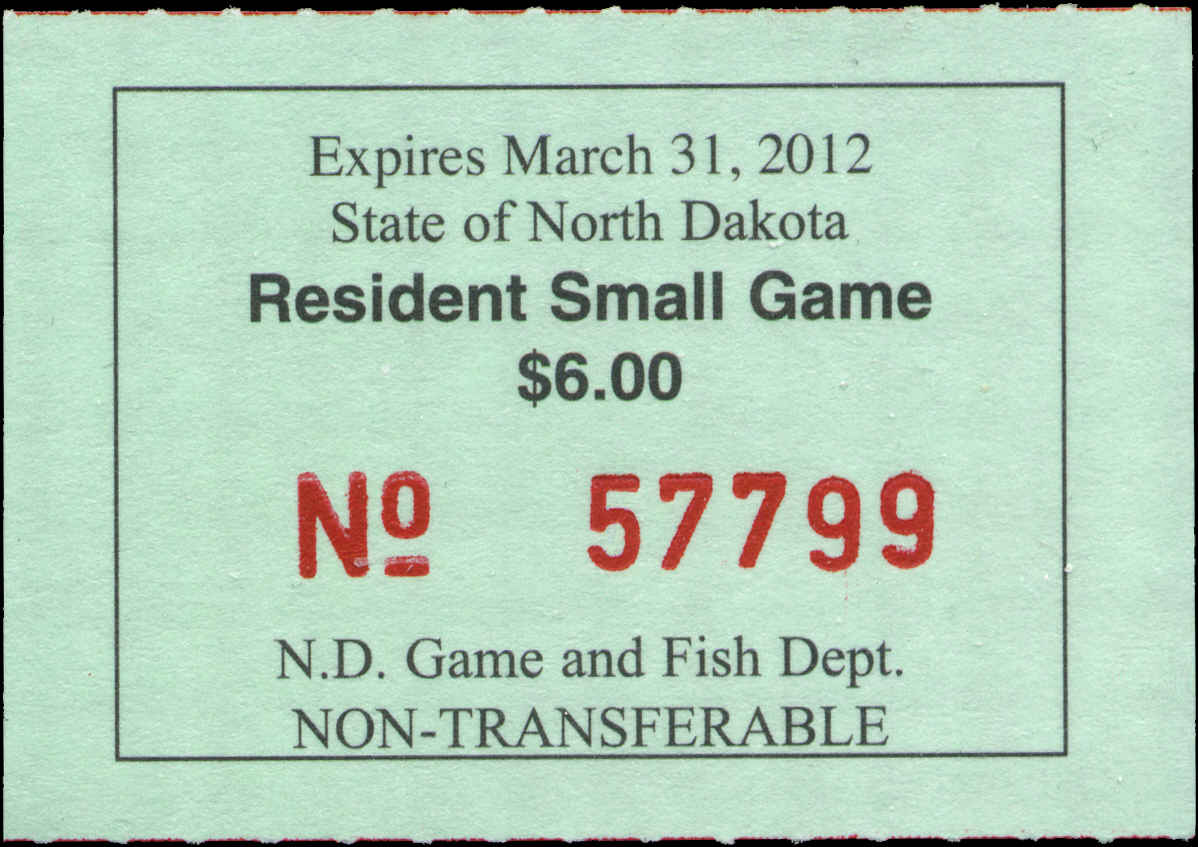 Expires March 31, 2012
State of North Dakota
Resident Small Game
$6.00
Nº 57799
N.D. Game and Fish Dept.
NON-TRANSFERABLE